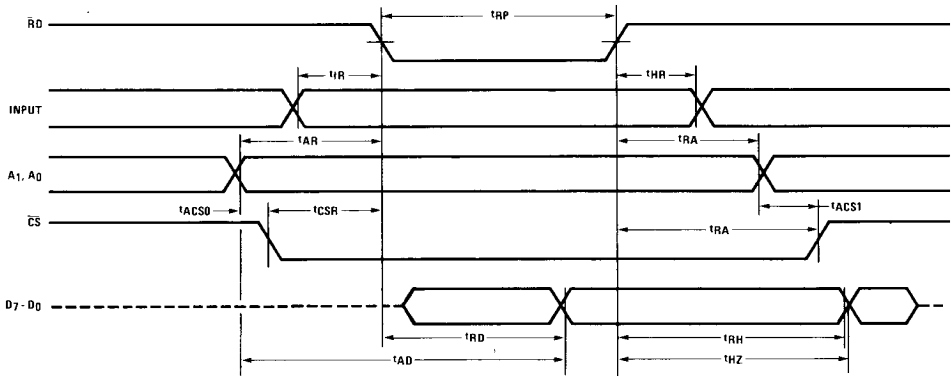 RD tRP
tIR tHR
INPUT
tAR tRA
A1, A0
tACS0 tCSR tACS1
CS tRA
D7 - D0
tRD tRH
tAD tHZ